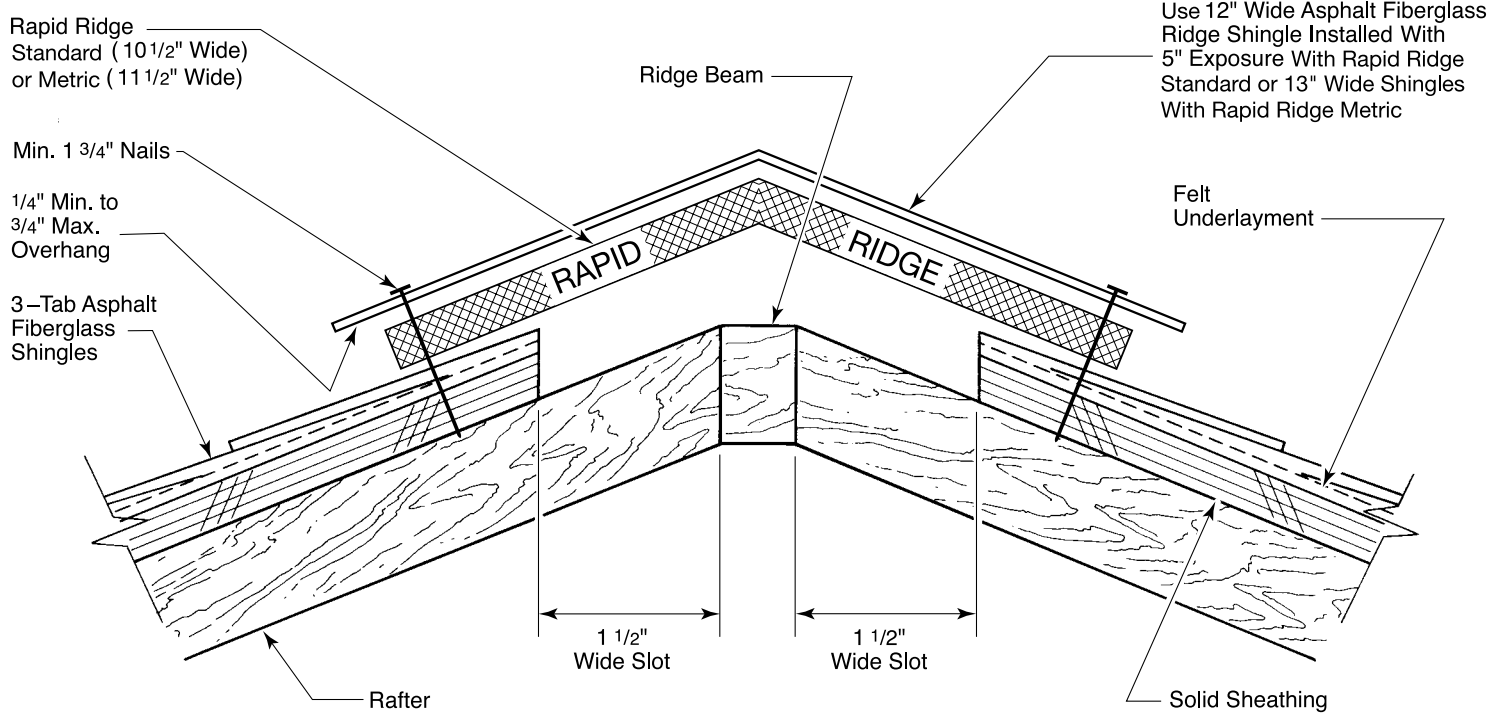 Rapid Ridge
Standard (10 1/2" Wide)
or Metric (11 1/2" Wide)
Min. 1 3/4" Nails
1/4" Min. to
3/4" Max.
Overhang
3–Tab Asphalt
Fiberglass
Shingles
Ridge Beam
Use 12" Wide Asphalt Fiberglass
Ridge Shingle Installed With
5" Exposure With Rapid Ridge
Standard or 13" Wide Shingles
With Rapid Ridge Metric
Felt
Underlayment
RAPID RIDGE
1 1/2"
Wide Slot
1 1/2"
Wide Slot
Rafter
Solid Sheathing